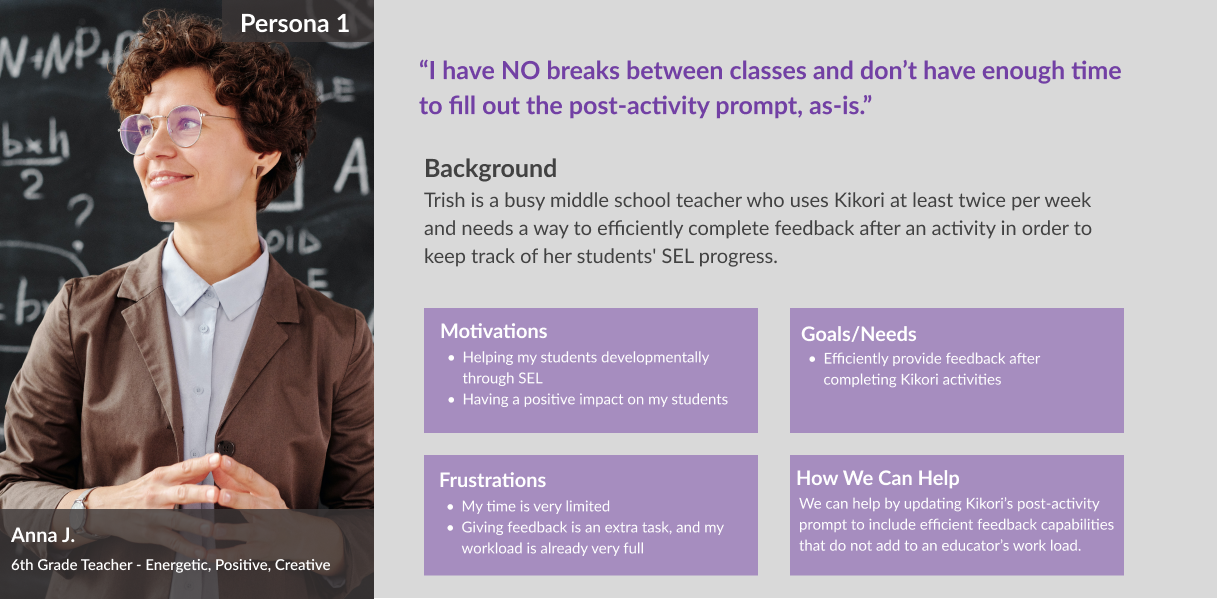 Persona 1
N+NP+
LE
bxh
2
A
?
OID
E
= b
Anna J.
6th Grade Teacher - Energetic, Positive, Creative
“I have NO breaks between classes and don’t have enough time
to fill out the post-activity prompt, as-is.”
Background
Trish is a busy middle school teacher who uses Kikori at least twice per week
and needs a way to efficiently complete feedback after an activity in order to
keep track of her students' SEL progress.
Motivations
• Helping my students developmentally
through SEL
• Having a positive impact on my students
Goals/Needs
• Efficiently provide feedback after
completing Kikori activities
Frustrations
• My time is very limited
• Giving feedback is an extra task, and my
workload is already very full
How We Can Help
We can help by updating Kikori’s post-activity
prompt to include efficient feedback capabilities
that do not add to an educator’s work load.